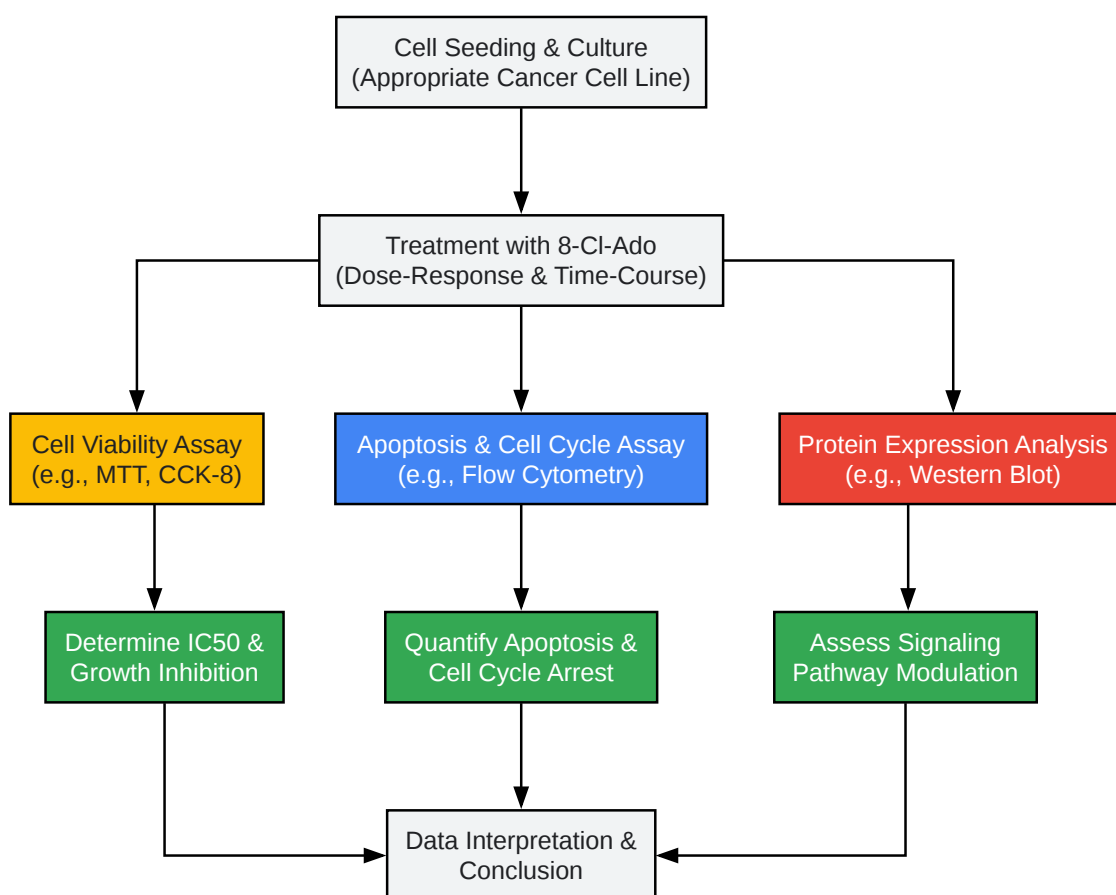 Cell Seeding & Culture
(Appropriate Cancer Cell Line)
Treatment with 8-Cl-Ado
(Dose-Response & Time-Course)
Cell Viability Assay
(e.g., MTT, CCK-8)
Apoptosis & Cell Cycle Assay
(e.g., Flow Cytometry)
Protein Expression Analysis
(e.g., Western Blot)
Determine IC50 &
Growth Inhibition
Quantify Apoptosis &
Cell Cycle Arrest
Assess Signaling
Pathway Modulation
Data Interpretation &
Conclusion